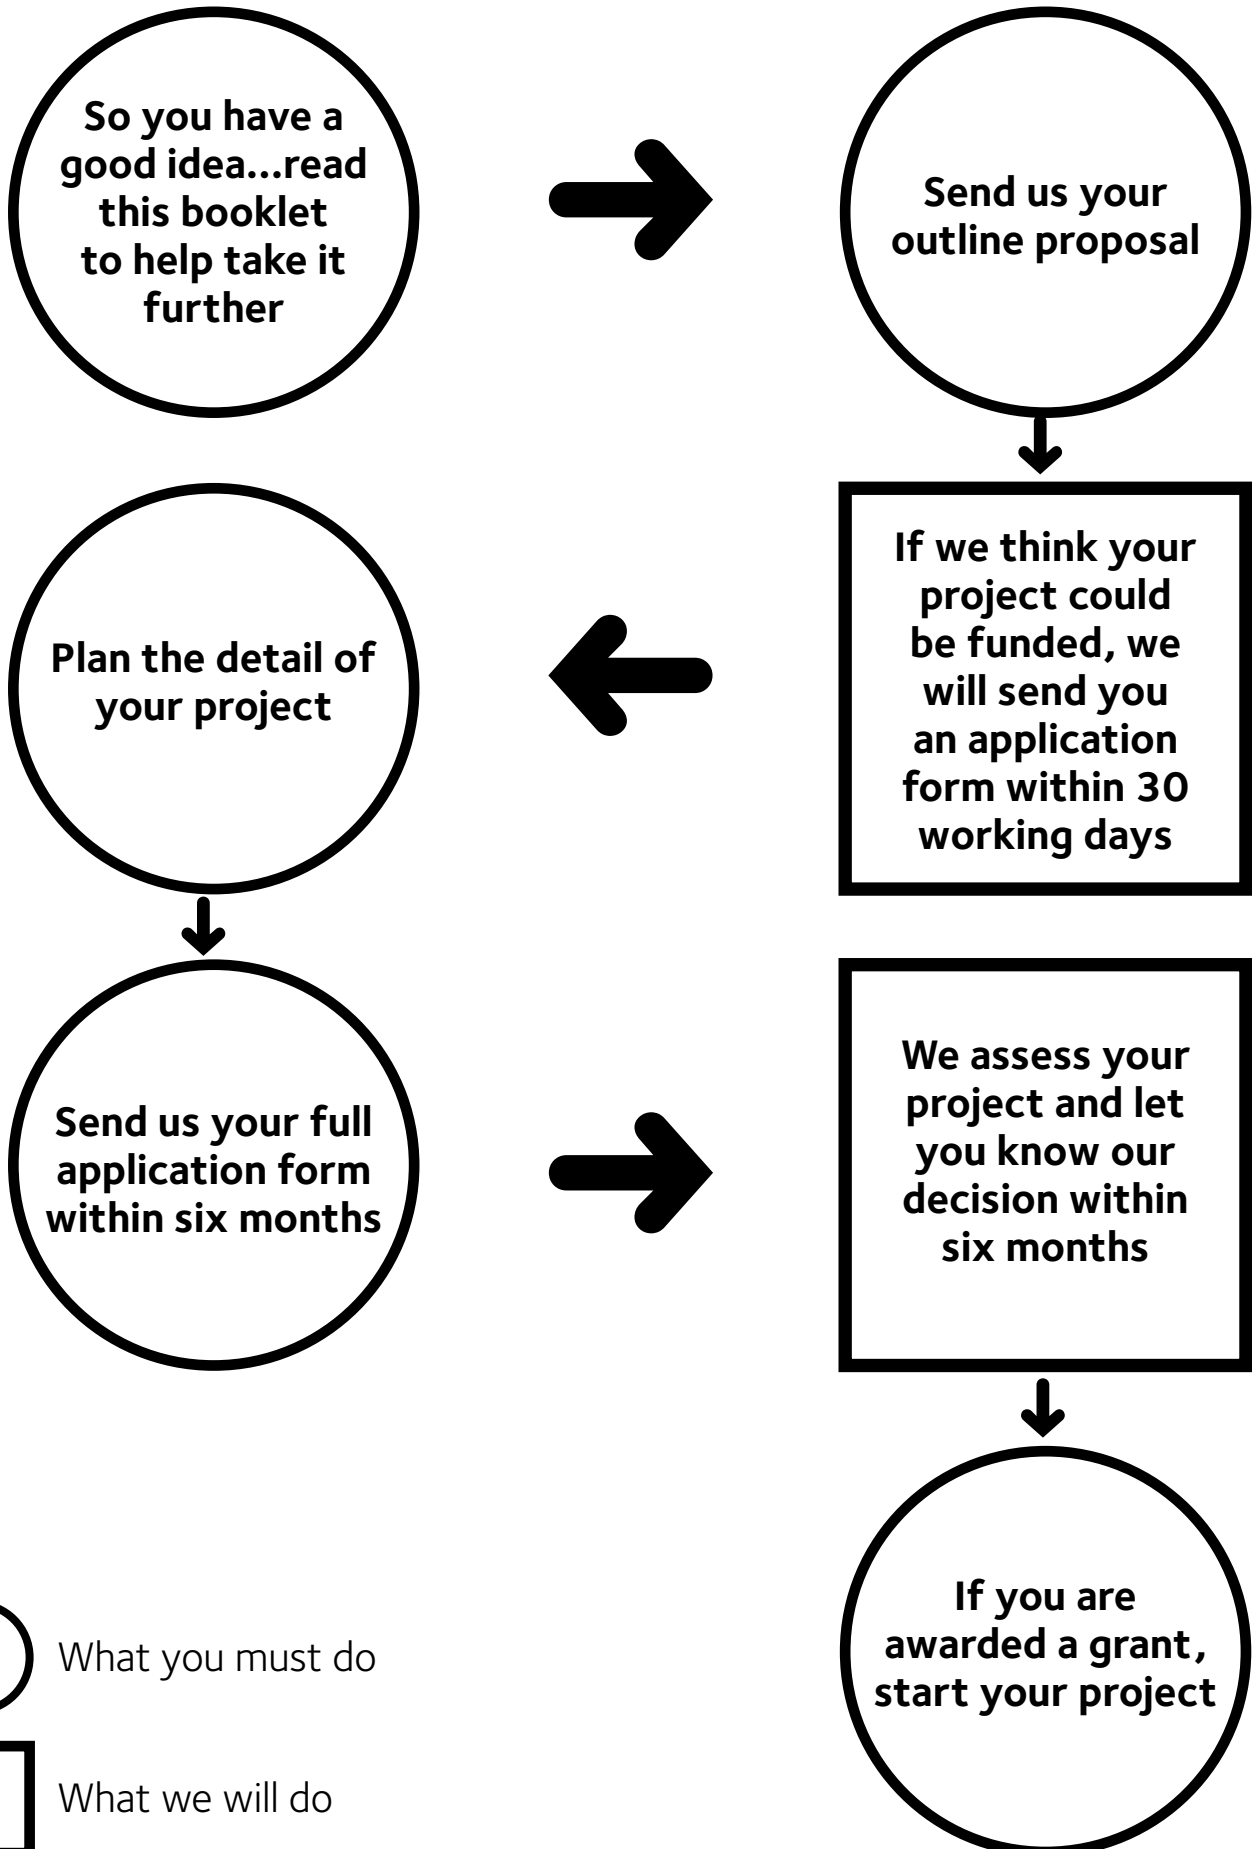 So you have a
good idea...read
this booklet
to help take it
further
Send us your
outline proposal
If we think your
project could
be funded, we
will send you
an application
form within 30
working days
Plan the detail of
your project
Send us your full
application form
within six months
We assess your
project and let
you know our
decision within
six months
If you are
awarded a grant,
start your project
What you must do
What we will do